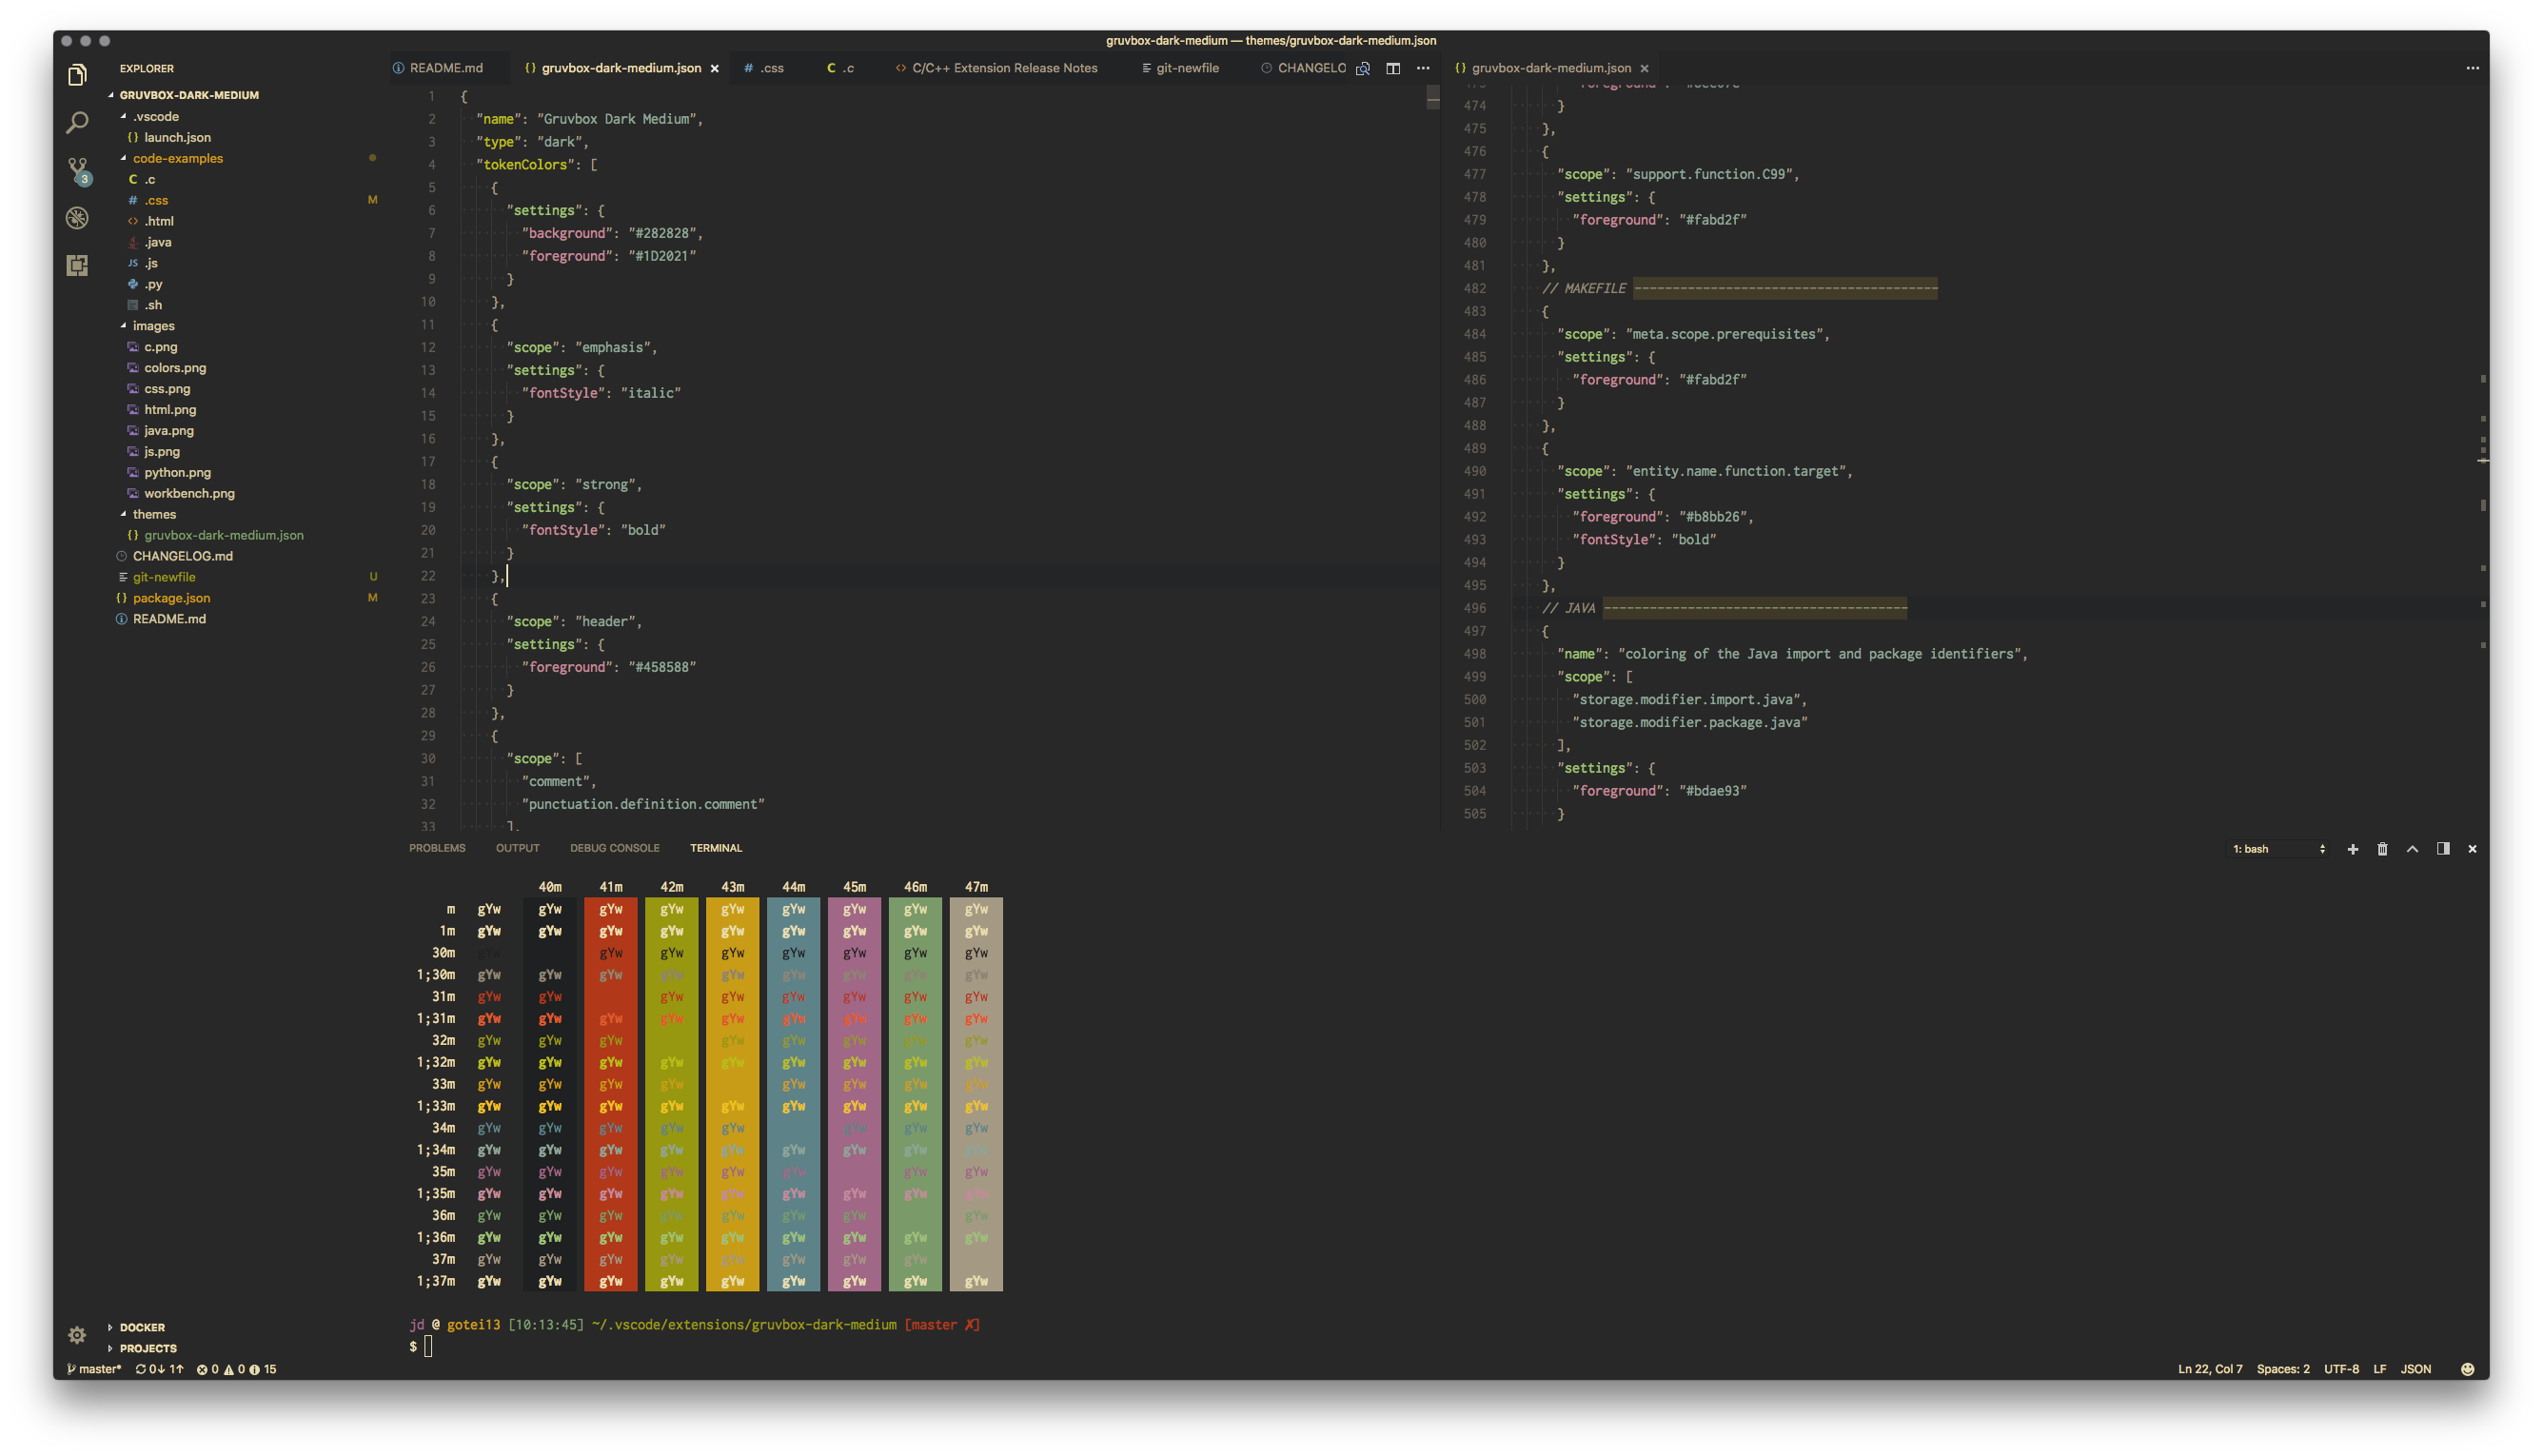 gruvbox-dark-medium — themes/gruvbox-dark-medium.json
EXPLORER
GRUVBOX-DARK-MEDIUM
.vscode
{} launch.json
code-examples
C .c
# .css M
<> .html
.java
JS .js
.py
.sh
images
c.png
colors.png
css.png
html.png
java.png
js.png
python.png
workbench.png
themes
{} gruvbox-dark-medium.json
CHANGELOG.md
git-newfile U
{} package.json M
README.md
3
DOCKER
PROJECTS
README.md {} gruvbox-dark-medium.json × # .css C .c <> C/C++ Extension Release Notes git-newfile CHANGELO
1 {
2 "name": "Gruvbox Dark Medium",
3 "type": "dark",
4 "tokenColors": [
5 {
6 "settings": {
7 "background": "#282828",
8 "foreground": "#1D2021"
9 }
10 },
11 {
12 "scope": "emphasis",
13 "settings": {
14 "fontStyle": "italic"
15 }
16 },
17 {
18 "scope": "strong",
19 "settings": {
20 "fontStyle": "bold"
21 }
22 },
23 {
24 "scope": "header",
25 "settings": {
26 "foreground": "#458588"
27 }
28 },
29 {
30 "scope": [
31 "comment",
32 "punctuation.definition.comment"
33 ],
{} gruvbox-dark-medium.json ×
474 }
475 },
476 {
477 "scope": "support.function.C99",
478 "settings": {
479 "foreground": "#fabd2f"
480 }
481 },
482 // MAKEFILE ----------------------------------------
483 {
484 "scope": "meta.scope.prerequisites",
485 "settings": {
486 "foreground": "#fabd2f"
487 }
488 },
489 {
490 "scope": "entity.name.function.target",
491 "settings": {
492 "foreground": "#b8bb26",
493 "fontStyle": "bold"
494 }
495 },
496 // JAVA ----------------------------------------
497 {
498 "name": "coloring of the Java import and package identifiers",
499 "scope": [
500 "storage.modifier.import.java",
501 "storage.modifier.package.java"
502 ],
503 "settings": {
504 "foreground": "#bdae93"
505 }
PROBLEMS OUTPUT DEBUG CONSOLE TERMINAL
1: bash
40m 41m 42m 43m 44m 45m 46m 47m
m gYw gYw gYw gYw gYw gYw gYw gYw gYw
1m gYw gYw gYw gYw gYw gYw gYw gYw gYw
30m gYw gYw gYw gYw gYw gYw gYw gYw
1;30m gYw gYw gYw gYw gYw gYw gYw gYw gYw
31m gYw gYw gYw gYw gYw gYw gYw gYw
1;31m gYw gYw gYw gYw gYw gYw gYw gYw gYw
32m gYw gYw gYw gYw gYw gYw gYw gYw
1;32m gYw gYw gYw gYw gYw gYw gYw gYw gYw
33m gYw gYw gYw gYw gYw gYw gYw gYw
1;33m gYw gYw gYw gYw gYw gYw gYw gYw gYw
34m gYw gYw gYw gYw gYw gYw gYw gYw
1;34m gYw gYw gYw gYw gYw gYw gYw gYw gYw
35m gYw gYw gYw gYw gYw gYw gYw gYw
1;35m gYw gYw gYw gYw gYw gYw gYw gYw gYw
36m gYw gYw gYw gYw gYw gYw gYw gYw
1;36m gYw gYw gYw gYw gYw gYw gYw gYw gYw
37m gYw gYw gYw gYw gYw gYw gYw gYw
1;37m gYw gYw gYw gYw gYw gYw gYw gYw gYw
jd @ gotei13 [10:13:45] ~/.vscode/extensions/gruvbox-dark-medium [master ✗]
$
master* 0↓ 1↑ 0 0 15
Ln 22, Col 7 Spaces: 2 UTF-8 LF JSON